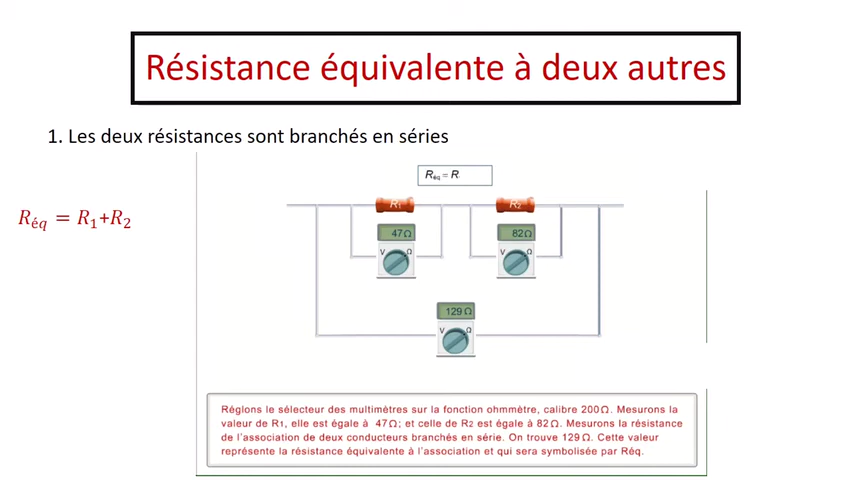 Résistance équivalente à deux autres
1. Les deux résistances sont branchés en séries
Réq = R
Réq = R1+R2
R1
R2
47Ω
82Ω
V Ω
V Ω
129Ω
V Ω
Réglons le sélecteur des multimètres sur la fonction ohmmètre, calibre 200Ω. Mesurons la
valeur de R1, elle est égale à 47Ω; et celle de R2 est égale à 82Ω. Mesurons la résistance
de l'association de deux conducteurs branchés en série. On trouve 129Ω. Cette valeur
représente la résistance équivalente à l'association et qui sera symbolisée par Réq.